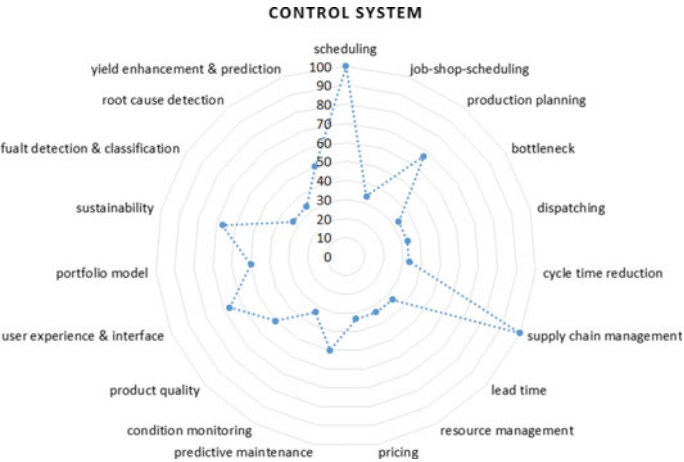 CONTROL SYSTEM
scheduling
yield enhancement & prediction
job-shop-scheduling
root cause detection
production planning
fualt detection & classification
bottleneck
sustainability
dispatching
portfolio model
cycle time reduction
user experience & interface
supply chain management
product quality
lead time
condition monitoring
resource management
predictive maintenance
pricing
100
90
80
70
60
50
40
30
20
10
0